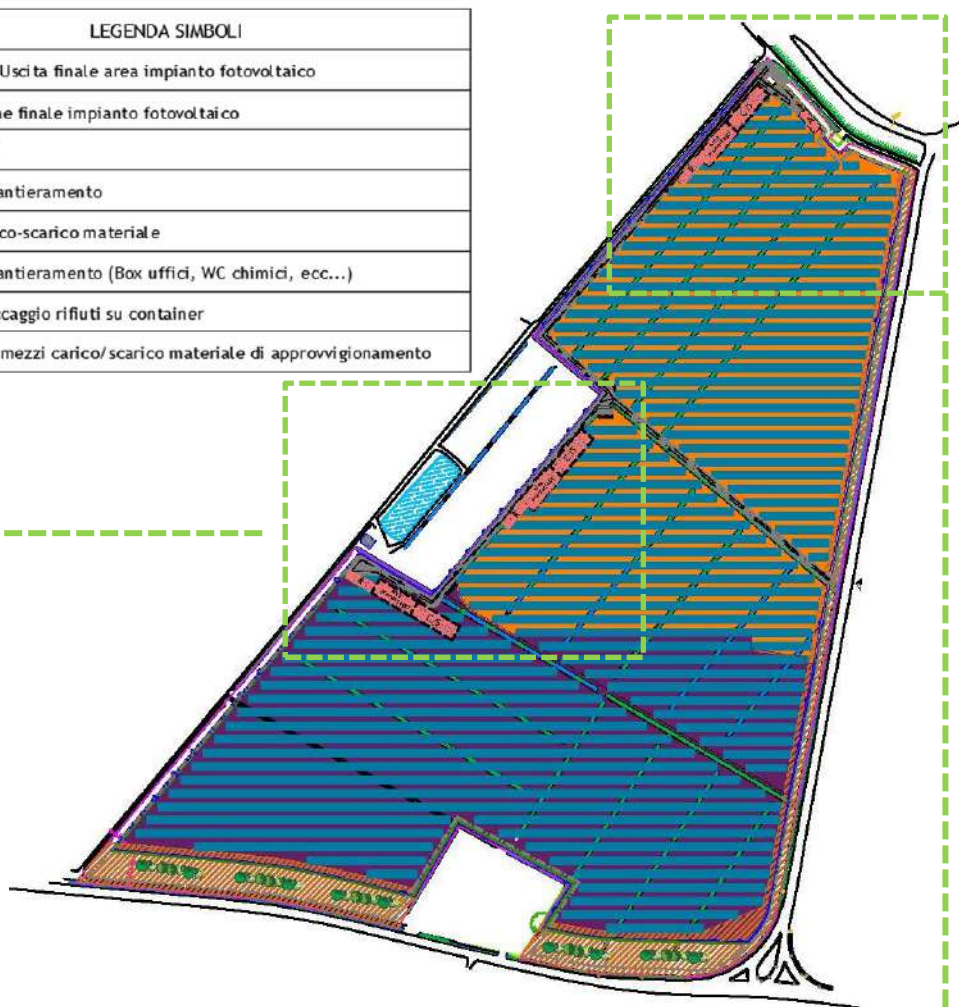 LEGENDA SIMBOLI
Uscita finale area impianto fotovoltaico
ne finale impianto fotovoltaico
antieramento
co-scarico materiale
antieramento (Box uffici, WC chimici, ecc...)
ccaggio rifiuti su container
mezzi carico/scarico materiale di approvvigionamento